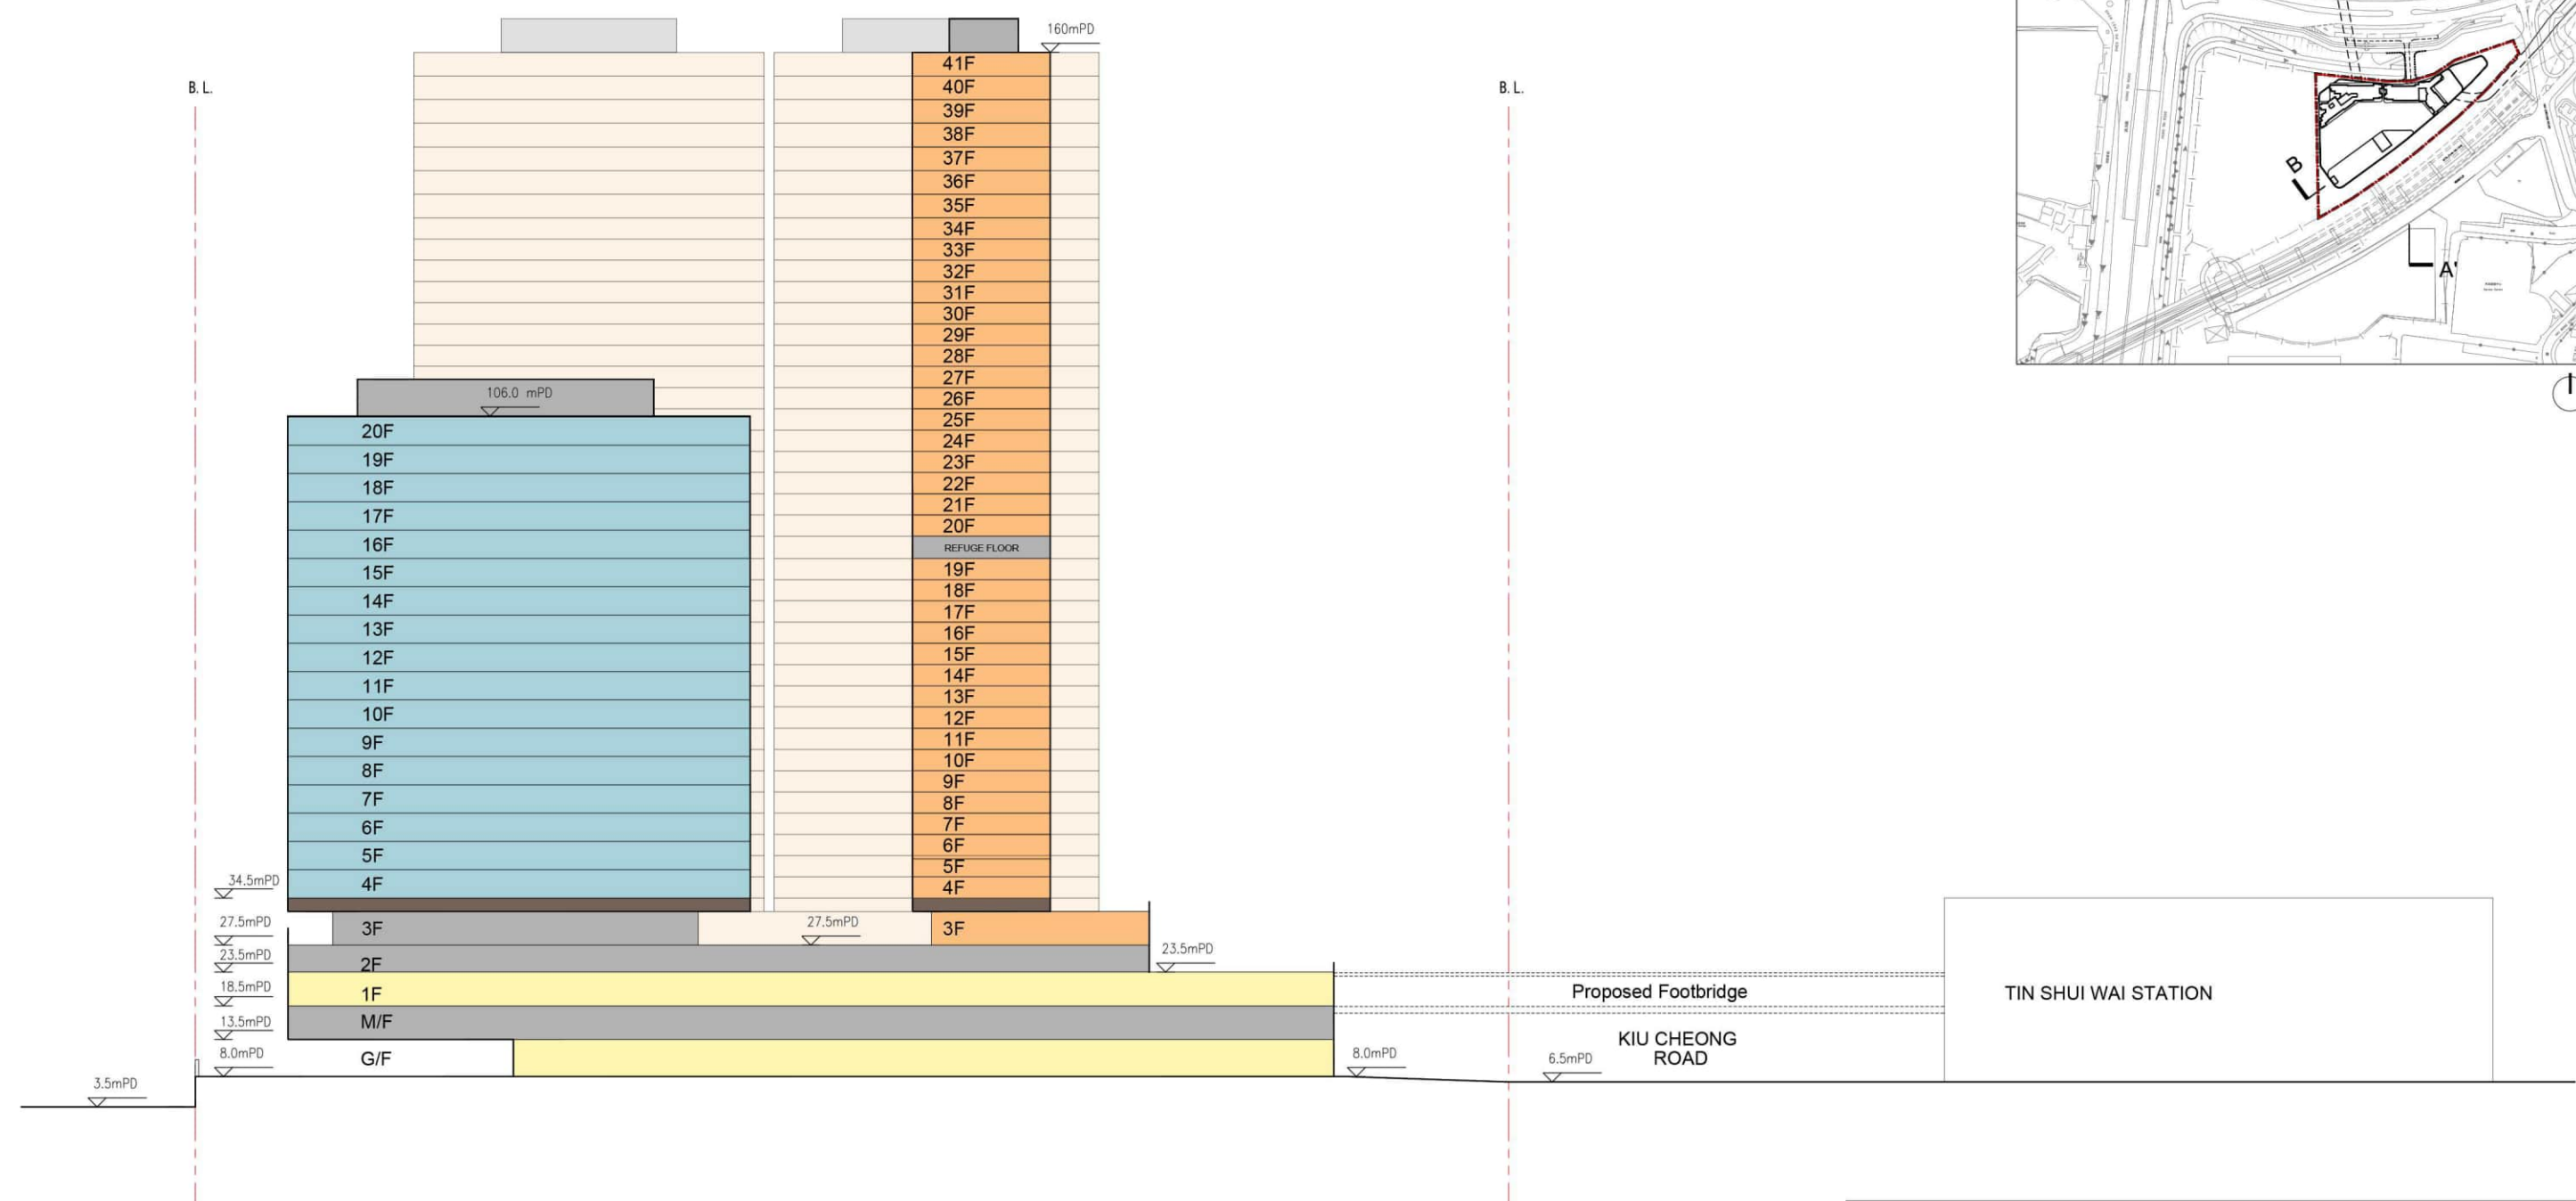 160mPD
B. L.
B. L.
41F
40F
39F
38F
37F
36F
35F
34F
33F
32F
31F
30F
29F
28F
27F
26F
25F
24F
23F
22F
21F
20F
REFUGE FLOOR
19F
18F
17F
16F
15F
14F
13F
12F
11F
10F
9F
8F
7F
6F
5F
4F
3F
106.0 mPD
20F
19F
18F
17F
16F
15F
14F
13F
12F
11F
10F
9F
8F
7F
6F
5F
4F
3F
2F
1F
M/F
G/F
34.5mPD
27.5mPD
23.5mPD
18.5mPD
13.5mPD
8.0mPD
3.5mPD
27.5mPD
23.5mPD
8.0mPD
6.5mPD
Proposed Footbridge
KIU CHEONG
ROAD
TIN SHUI WAI STATION
B
A'